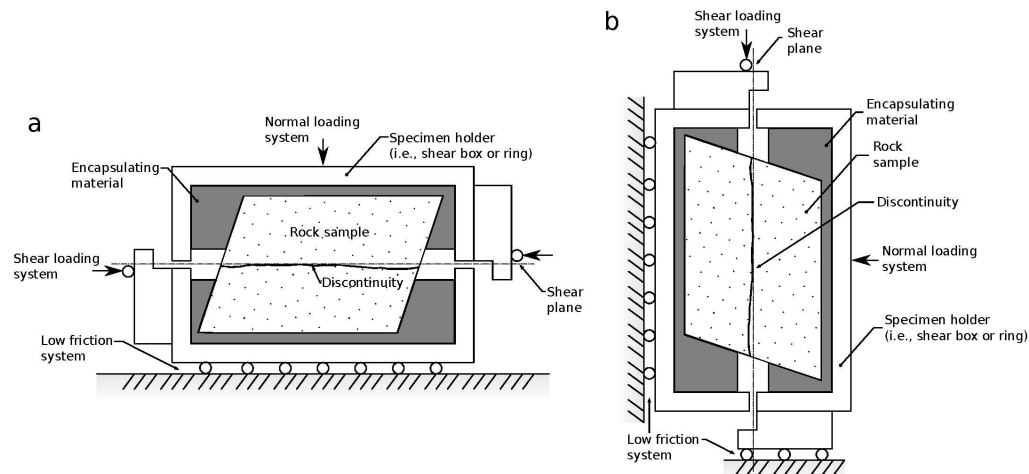 a
Normal loading
system
Specimen holder
(i.e., shear box or ring)
Encapsulating
material
Rock sample
Shear loading
system
Discontinuity
Shear
plane
Low friction
system
b
Shear loading
system
Shear
plane
Encapsulating
material
Rock
sample
Discontinuity
Normal loading
system
Specimen holder
(i.e., shear box or ring)
Low friction
system